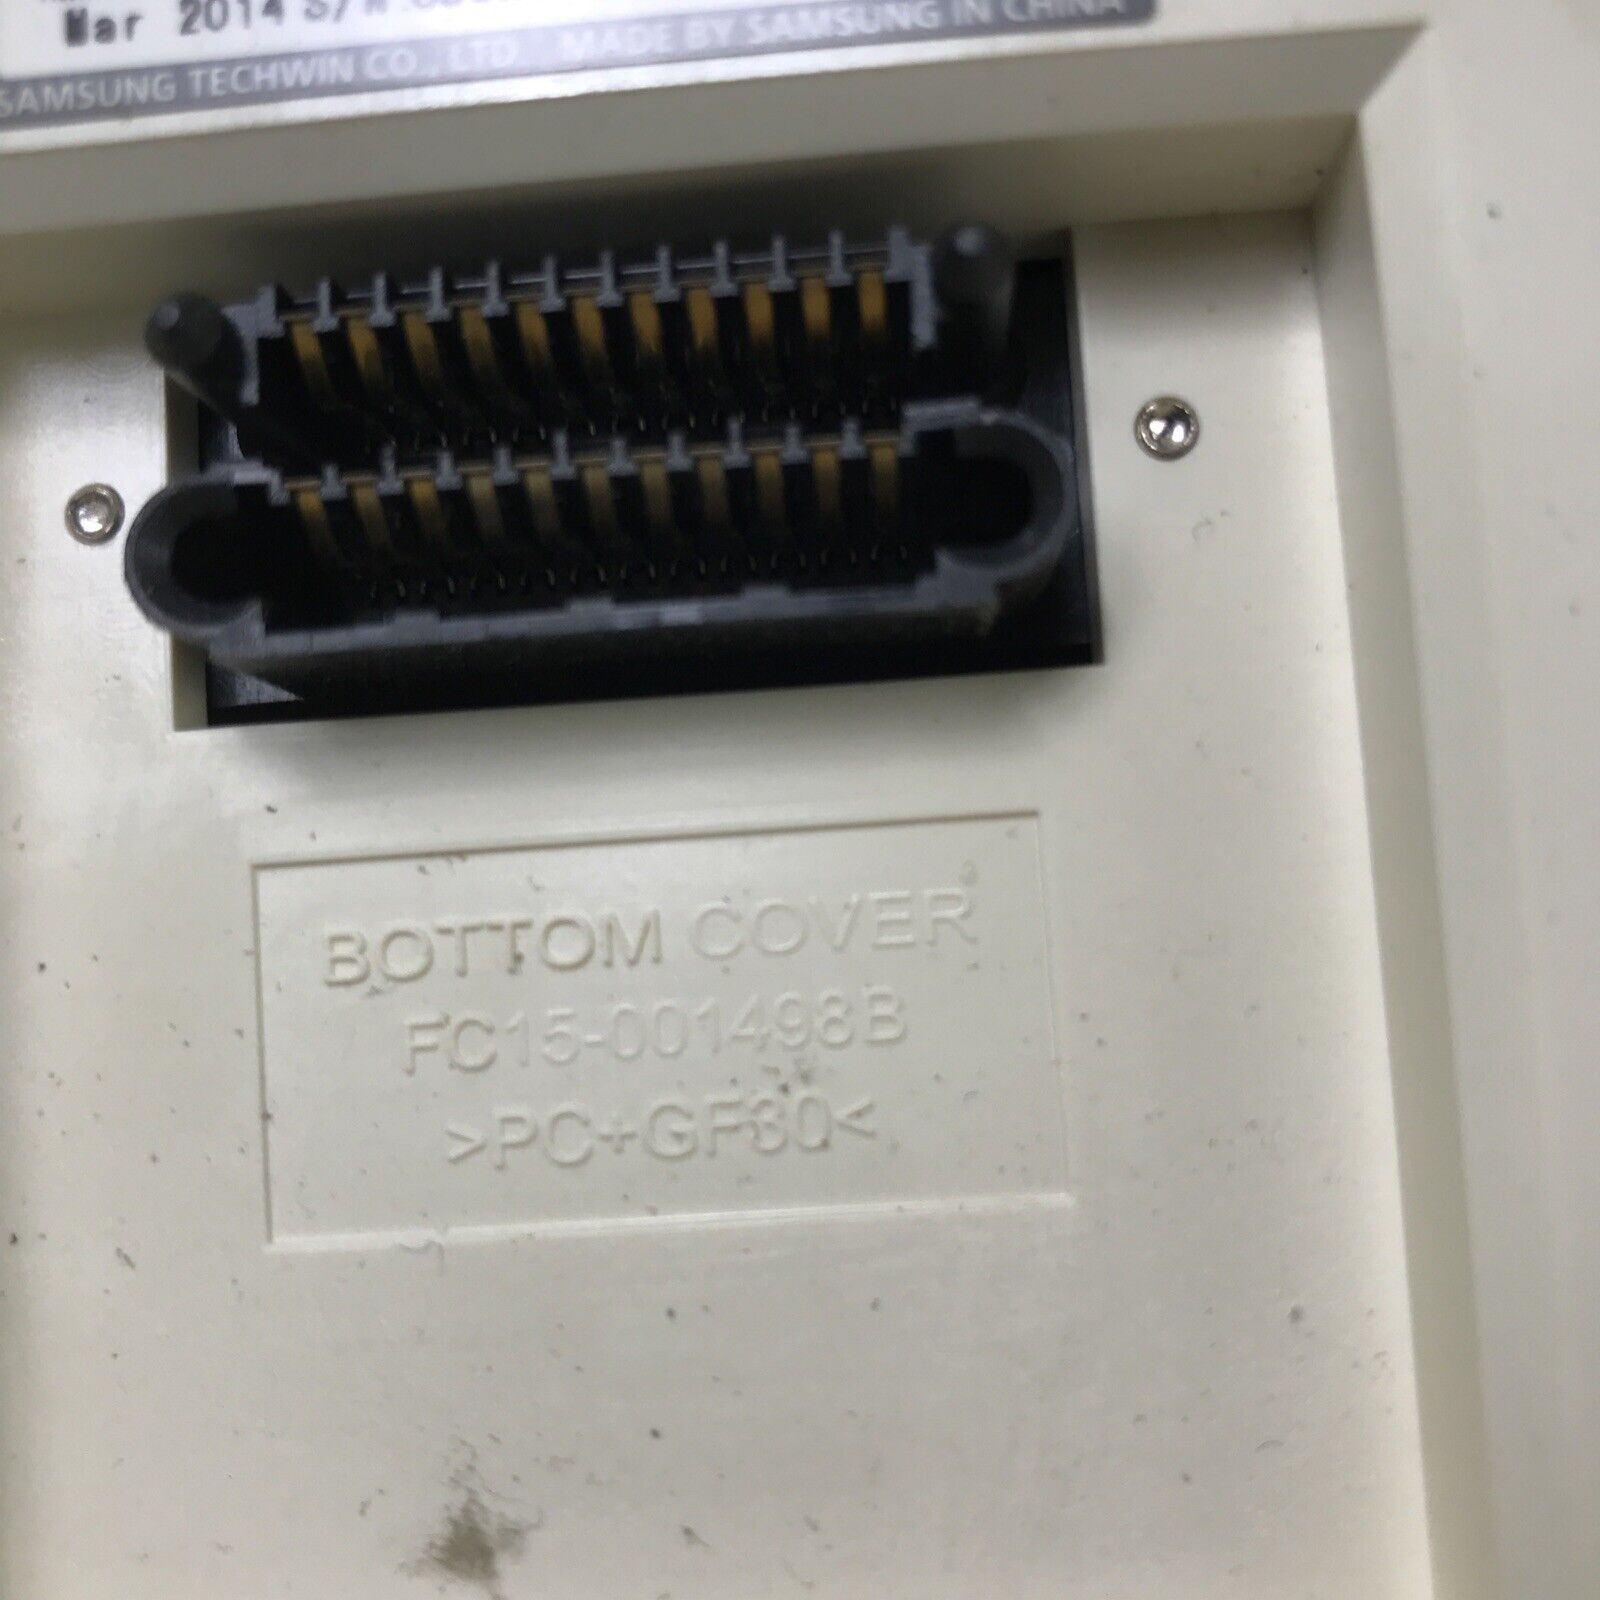 Mar 2014 S/W
SAMSUNG TECHWIN CO., LTD. , MADE BY SAMSUNG IN CHINA
BOTTOM COVER
FC15-001498B
>PC+GF30<